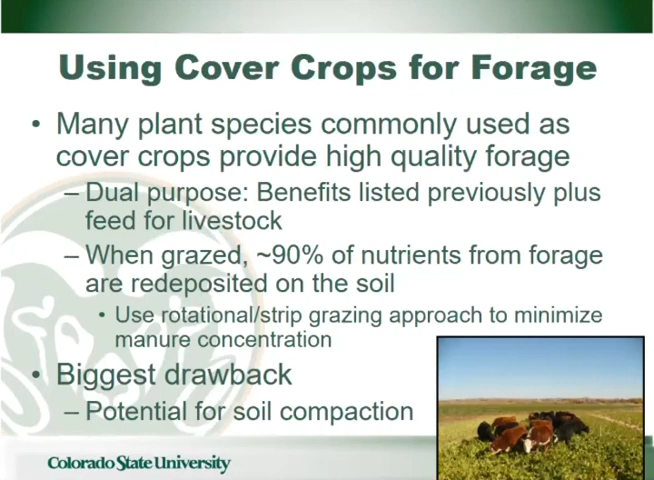 Using Cover Crops for Forage
• Many plant species commonly used as
cover crops provide high quality forage
– Dual purpose: Benefits listed previously plus
feed for livestock
– When grazed, ~90% of nutrients from forage
are redeposited on the soil
• Use rotational/strip grazing approach to minimize
manure concentration
• Biggest drawback
– Potential for soil compaction
Colorado State University